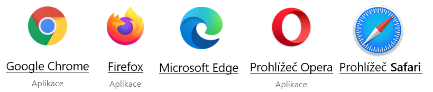 Google Chrome Firefox Microsoft Edge Prohlížeč Opera Prohlížeč Safari
Aplikace Aplikace Aplikace